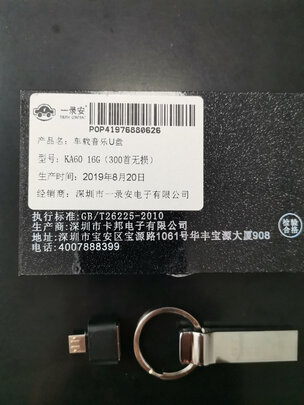 一录安
POP41976880626
产品名: 车载音乐U盘
型号: KA60 16G (300首无损)
生产时间: 2019年8月20日
经销商: 深圳市一录安电子有限公司
执行标准:GB/T26225-2010
生产商:深圳市卡邦电子有限公司
地址:深圳市宝安区宝源路1081号华丰宝源大厦908
电话:4007888399
检验
合格